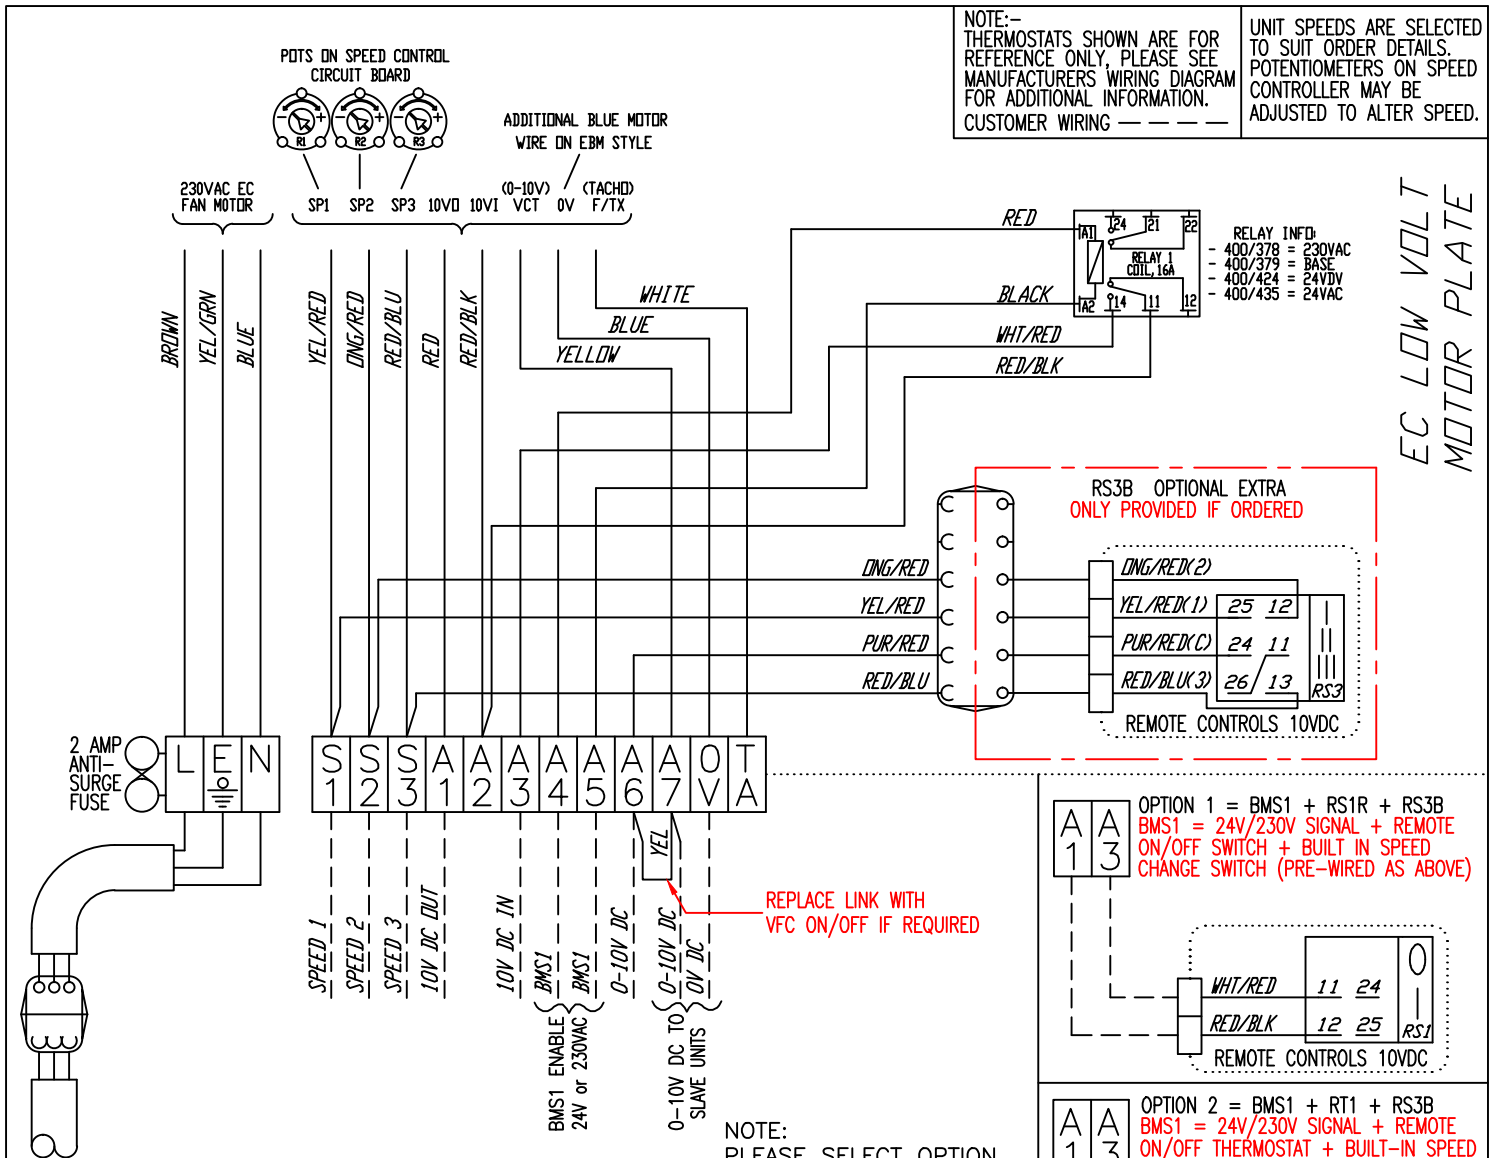 NOTE:-
THERMOSTATS SHOWN ARE FOR
REFERENCE ONLY, PLEASE SEE
MANUFACTURERS WIRING DIAGRAM
FOR ADDITIONAL INFORMATION.
CUSTOMER WIRING
UNIT SPEEDS ARE SELECTED
TO SUIT ORDER DETAILS.
POTENTIOMETERS ON SPEED
CONTROLLER MAY BE
ADJUSTED TO ALTER SPEED.
POTS ON SPEED CONTROL
CIRCUIT BOARD
- + - + - +
R1 R2 R3
ADDITIONAL BLUE MOTOR
WIRE ON EBM STYLE
230VAC EC
FAN MOTOR
(0-10V) (TACHO)
SP1 SP2 SP3 10VO 10VI VCT 0V F/TX
EC LOW VOLT
MOTOR PLATE
RED
BLACK
WHT/RED
RED/BLK
A1 24 21 22
RELAY 1
COIL,16A
A2 14 11 12
RELAY INFO:
- 400/378 = 230VAC
- 400/379 = BASE
- 400/424 = 24VDV
- 400/435 = 24VAC
BROWN
YEL/GRN
BLUE
YEL/RED
ONG/RED
RED/BLU
RED
RED/BLK
WHITE
BLUE
YELLOW
RS3B OPTIONAL EXTRA
ONLY PROVIDED IF ORDERED
ONG/RED
YEL/RED
PUR/RED
RED/BLU
ONG/RED(2)
YEL/RED(1)
PUR/RED(C)
RED/BLU(3)
25 12
24 11
26 13
RS3
REMOTE CONTROLS 10VDC
2 AMP
ANTI-
SURGE
FUSE
L E N
S1 S2 S3 A1 A2 A3 A4 A5 A6 A7 0V TA
YEL
SPEED 1
SPEED 2
SPEED 3
10V DC OUT
10V DC IN
BMS1
BMS1
0-10V DC
0-10V DC
0V DC
REPLACE LINK WITH
VFC ON/OFF IF REQUIRED
BMS1 ENABLE
24V or 230VAC
0-10V DC TO
SLAVE UNITS
A1 A3
OPTION 1 = BMS1 + RS1R + RS3B
BMS1 = 24V/230V SIGNAL + REMOTE
ON/OFF SWITCH + BUILT IN SPEED
CHANGE SWITCH (PRE-WIRED AS ABOVE)
WHT/RED
RED/BLK
11 24
12 25
RS1
REMOTE CONTROLS 10VDC
A1 A3
OPTION 2 = BMS1 + RT1 + RS3B
BMS1 = 24V/230V SIGNAL + REMOTE
ON/OFF THERMOSTAT + BUILT-IN SPEED
NOTE:
PLEASE SELECT OPTION